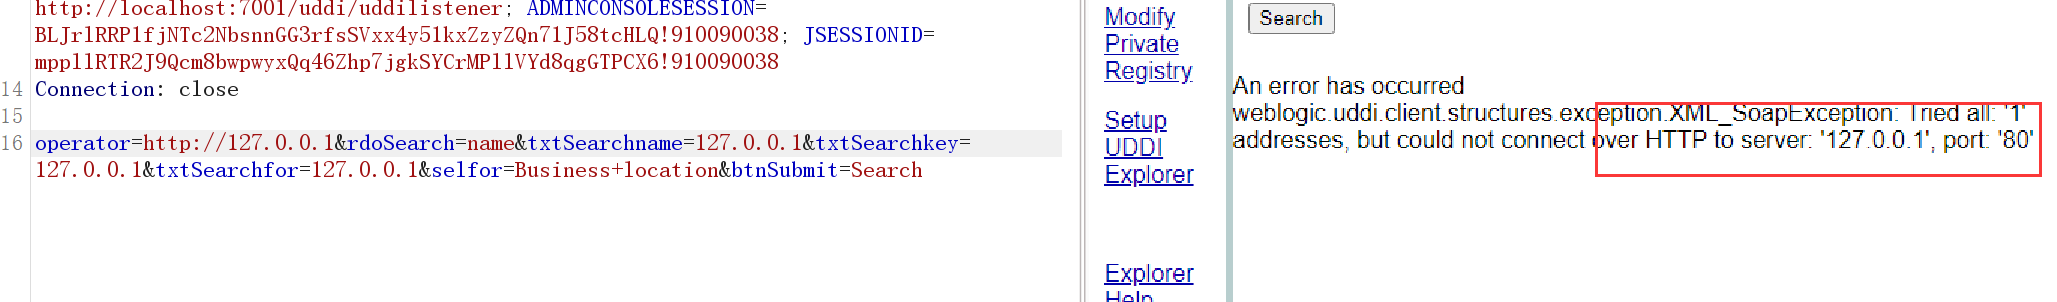 http://localhost:7001/uddi/uddilistener; ADMINCONSOLESESSION=
BLJr1RRP1fjNTc2NbsnnGG3rfsSVxx4y51kxZzyZQn71J58tcHLQ!910090038; JSESSIONID=
mppl1RTR2J9Qcm8bwpwyxQq46Zhp7jgkSYCrMPl1VYd8qgGTPCX6!910090038
14 Connection: close
15
16 operator=http://127.0.0.1&rdoSearch=name&txtSearchname=127.0.0.1&txtSearchkey=
127.0.0.1&txtSearchfor=127.0.0.1&selfor=Business+location&btnSubmit=Search
Modify
Private
Registry
Setup
UDDI
Explorer
Explorer
Help
Search
An error has occurred
weblogic.uddi.client.structures.exception.XML_SoapException: Tried all: '1'
addresses, but could not connect over HTTP to server: '127.0.0.1', port: '80'